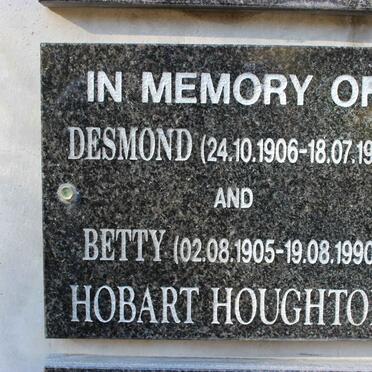 IN MEMORY OF
DESMOND (24.10.1906-18.07.19
AND
BETTY (02.08.1905-19.08.1990
HOBART HOUGHTO